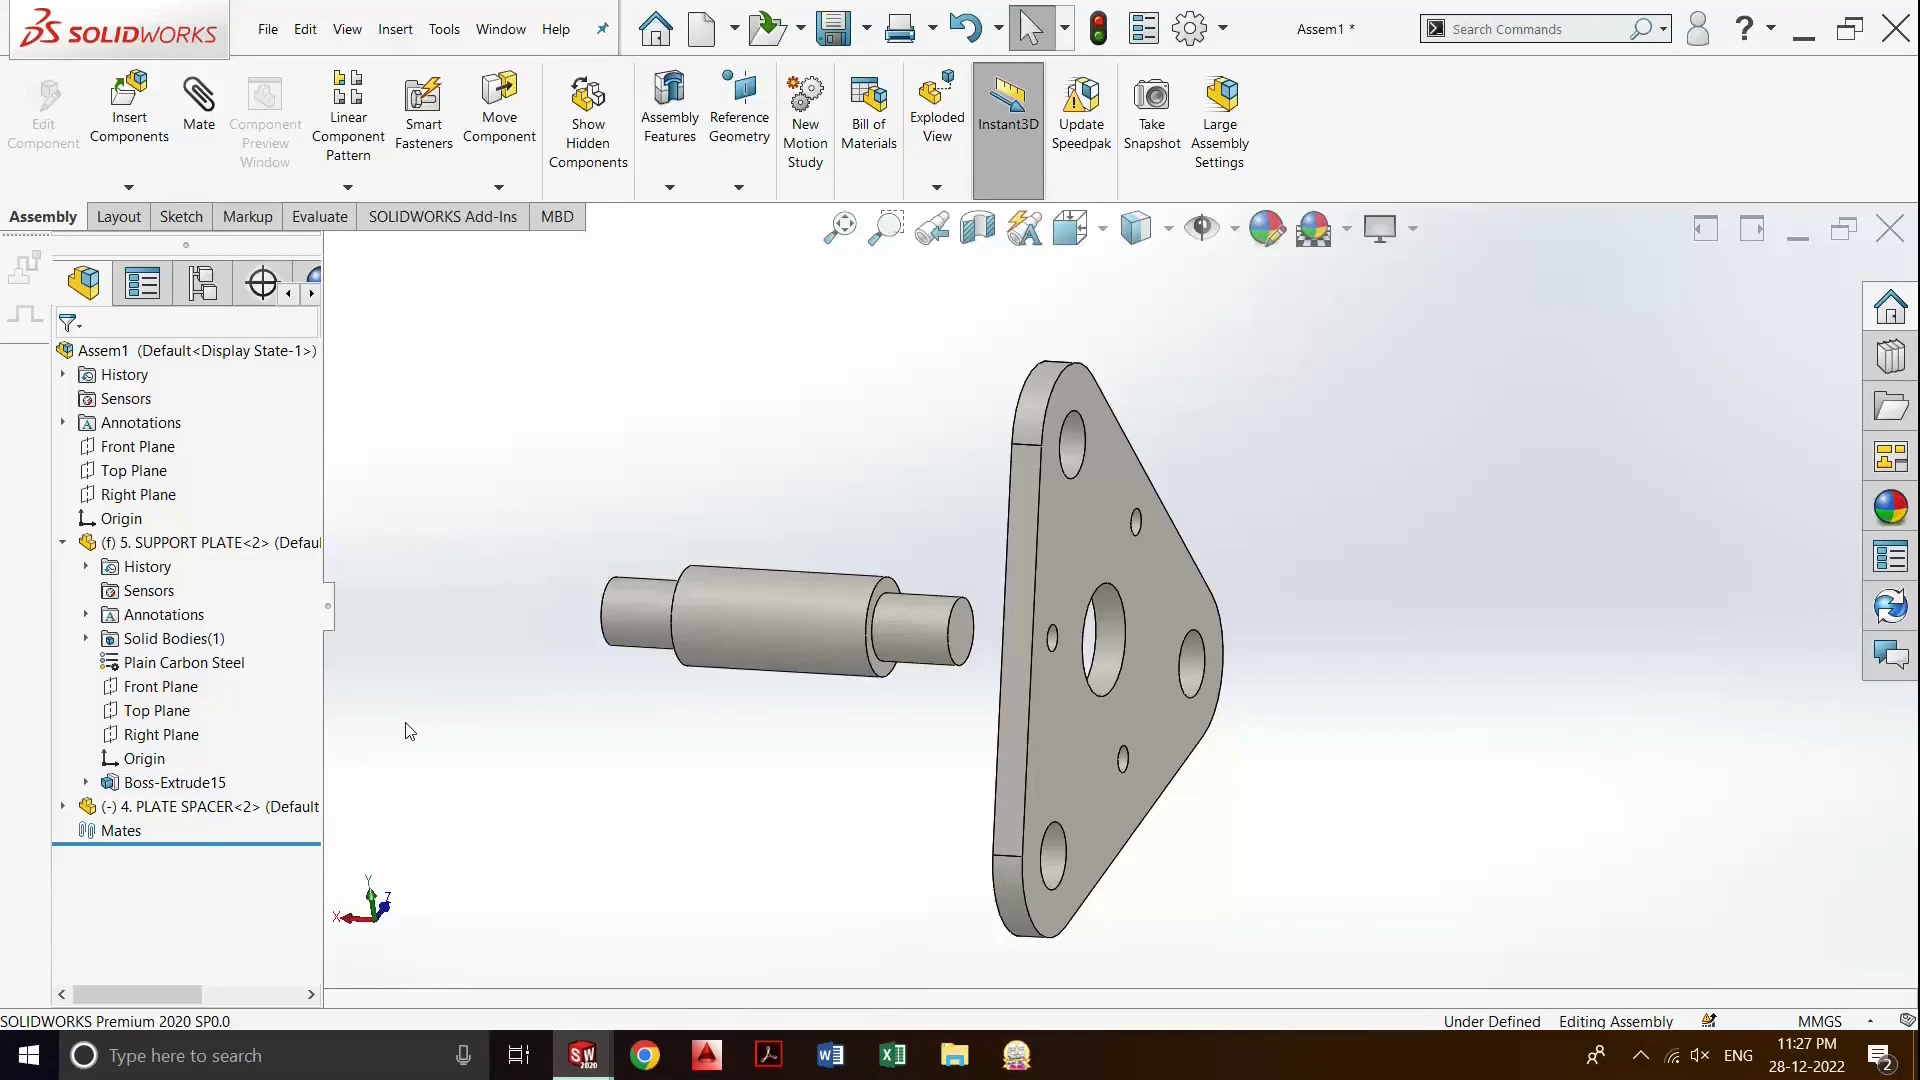 SOLIDWORKS
File Edit View Insert Tools Window Help
Assem1 *
Search Commands
?
Edit Component
Insert Components
Mate
Component Preview Window
Linear Component Pattern
Smart Fasteners
Move Component
Show Hidden Components
Assembly Features
Reference Geometry
New Motion Study
Bill of Materials
Exploded View
Instant3D
Update Speedpak
Take Snapshot
Large Assembly Settings
Assembly Layout Sketch Markup Evaluate SOLIDWORKS Add-Ins MBD
Assem1 (Default<Display State-1>)
History
Sensors
Annotations
Front Plane
Top Plane
Right Plane
Origin
(f) 5. SUPPORT PLATE<2> (Defau
History
Sensors
Annotations
Solid Bodies(1)
Plain Carbon Steel
Front Plane
Top Plane
Right Plane
Origin
Boss-Extrude15
(-) 4. PLATE SPACER<2> (Default
Mates
Y
Z
X
SOLIDWORKS Premium 2020 SP0.0
Under Defined Editing Assembly MMGS
Type here to search
SW
2020
ENG
11:27 PM
28-12-2022
2